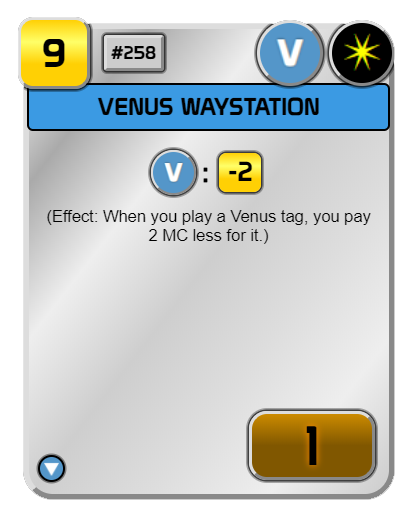 9
#258
V
VENUS WAYSTATION
V : -2
(Effect: When you play a Venus tag, you pay
2 MC less for it.)
1